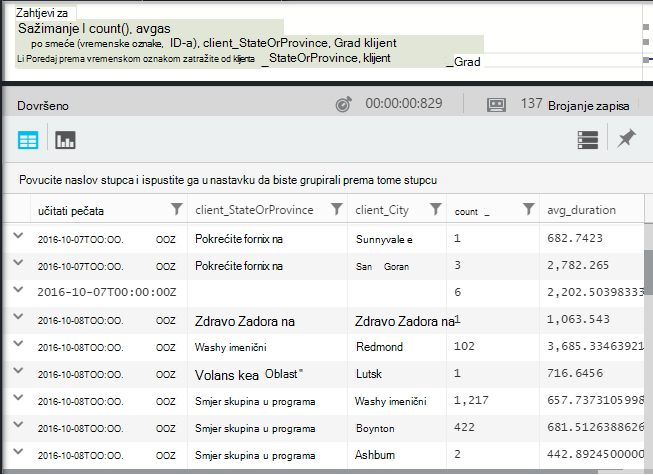 Zahtjevi za
Sažimanje I count(), avgas
po smeće (vremenske oznake, ID-a), client_StateOrProvince, Grad klijent
Li Poredaj prema vremenskom oznakom zatražite od klijenta _StateOrProvince, klijent _Grad
Dovršeno 00:00:00:829 137 Brojanje zapisa
Povucite naslov stupca i ispustite ga u nastavku da biste grupirali prema tome stupcu
učitati pečata client_StateOrProvince client_City count _ avg_duration
2016-10-07TOO:OO. OOZ Pokrećite fornix na Sunnyvale e 1 682.7423
2016-10-07TOO:OO. OOZ Pokrećite fornix na San Goran 3 2,782.265
2016-10-07T00:00:00Z 6 2,202.50398333
2016-10-08TOO:OO. OOZ Zdravo Zadora na Zdravo Zadora na 1 1,063.543
2016-10-08TOO:OO. OOZ Washy imenični Redmond 102 3,685.33463921
2016-10-08TOO:OO. OOZ Volans kea Oblast" Lutsk 1 716.6456
2016-10-08TOO:OO. OOZ Smjer skupina u programa Washy imenični 1,217 657.7373105998
2016-10-08TOO:OO. OOZ Smjer skupina u programa Boynton 422 681.5126388626
2016-10-08TOO:OO. OOZ Smjer skupina u programa Ashburn 2 442.8924500000